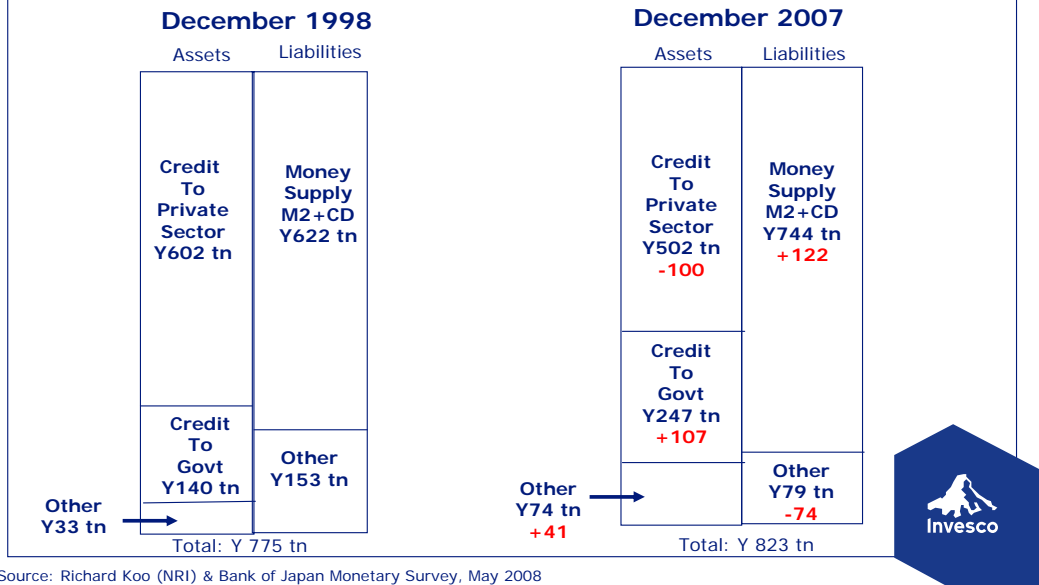 December 1998
Assets
Liabilities
Credit
To
Private
Sector
Y602 tn
Money
Supply
M2+CD
Y622 tn
Credit
To
Govt
Y140 tn
Other
Y153 tn
Other
Y33 tn
Total: Y 775 tn
December 2007
Assets
Liabilities
Credit
To
Private
Sector
Y502 tn
-100
Money
Supply
M2+CD
Y744 tn
+122
Credit
To
Govt
Y247 tn
+107
Other
Y79 tn
-74
Other
Y74 tn
+41
Total: Y 823 tn
Invesco
Source: Richard Koo (NRI) & Bank of Japan Monetary Survey, May 2008